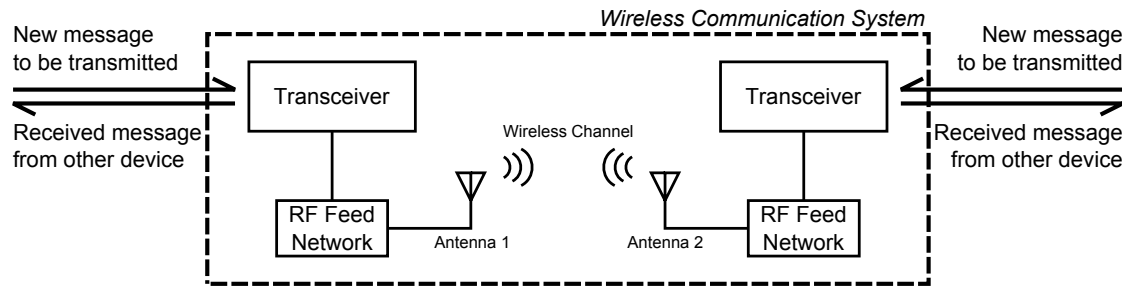 Wireless Communication System
New message
to be transmitted
Received message
from other device
Transceiver
RF Feed
Network
Antenna 1
Wireless Channel
Antenna 2
Transceiver
RF Feed
Network
New message
to be transmitted
Received message
from other device